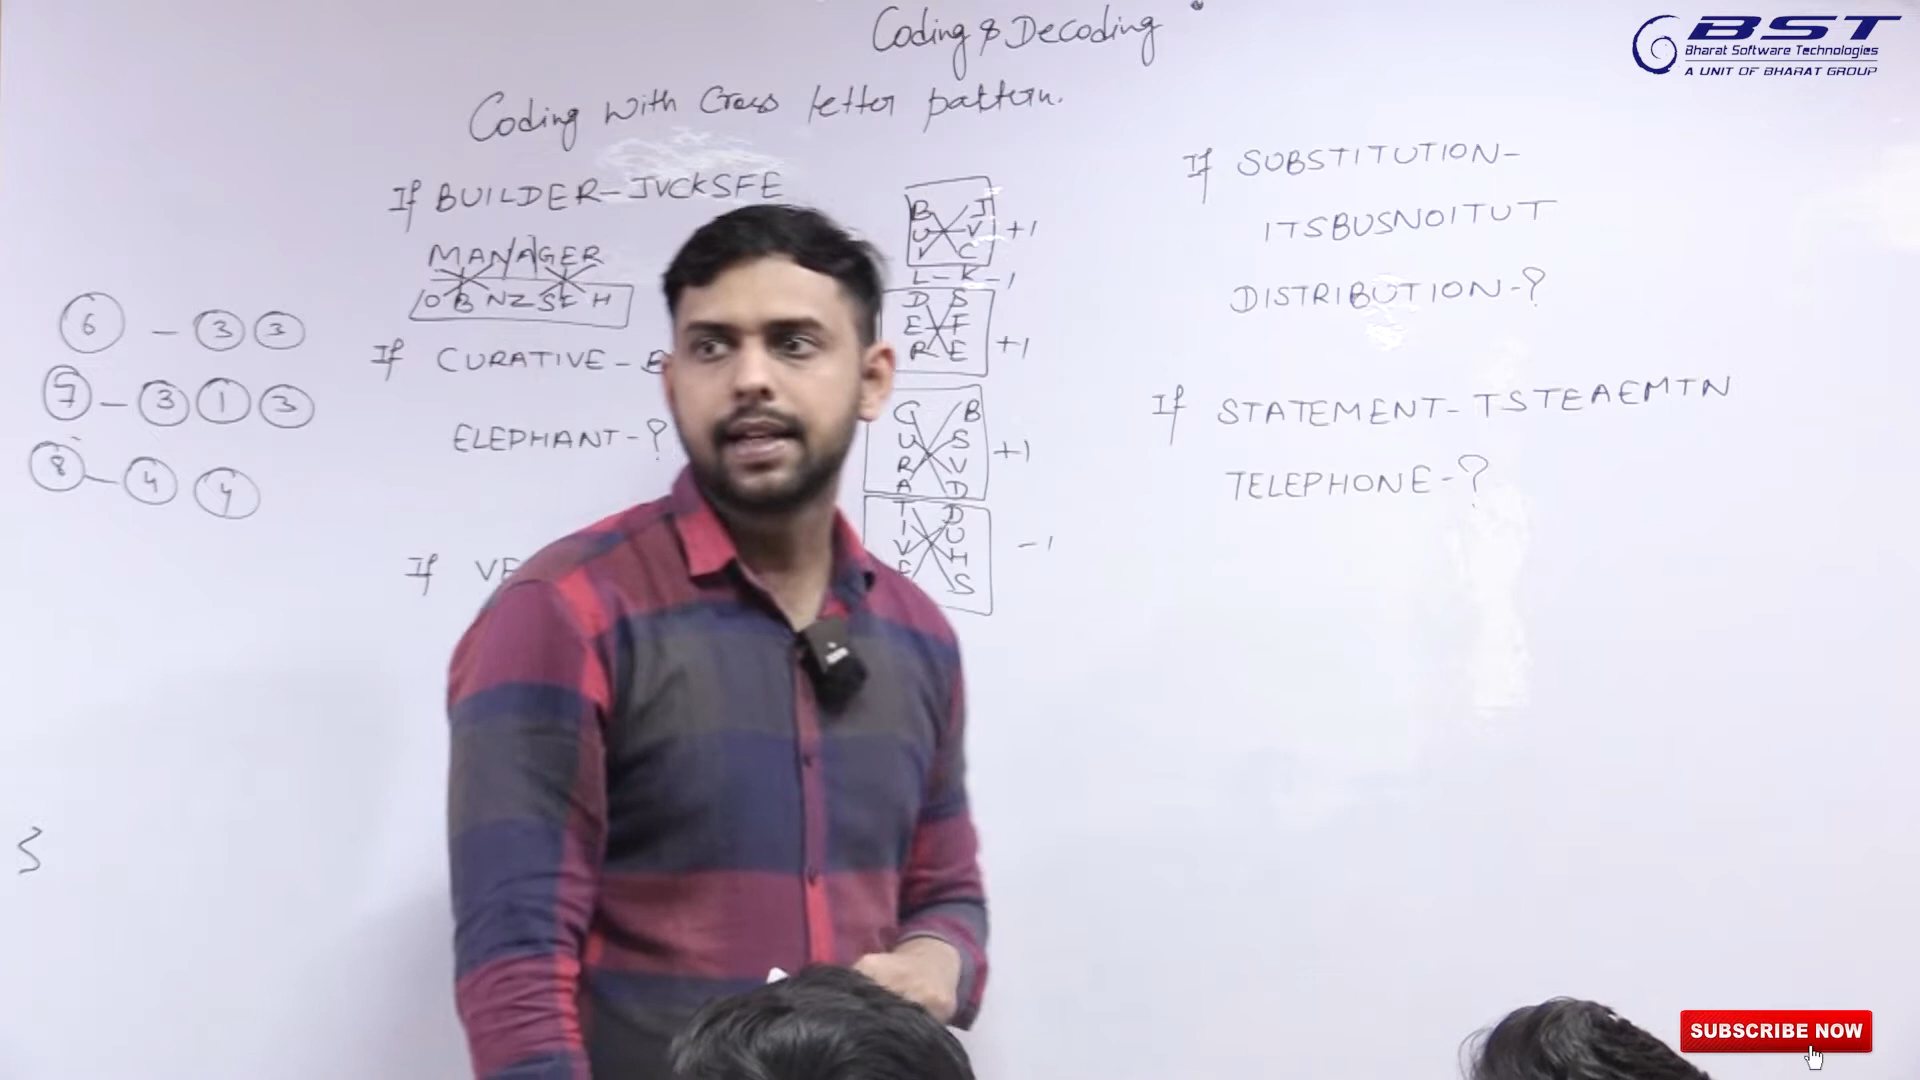 Coding & Decoding
BST
Bharat Software Technologies
A UNIT OF BHARAT GROUP
Coding with Cross letter pattern.
If BUILDER-JVCKSFE
MANAGER
OBNZSFH
6 - 3 3
7 - 3 1 3
8 - 4 4
If CURATIVE-B
ELEPHANT-?
If VE
B J
U V +1
V C
L-K-1
D S
E F
R E +1
C B
U S
R V +1
A D
T D
I U
V H -1
E S
If SUBSTITUTION-
ITSBUSNOITUT
DISTRIBUTION-?
If STATEMENT-TSTEAEMTN
TELEPHONE-?
SUBSCRIBE NOW